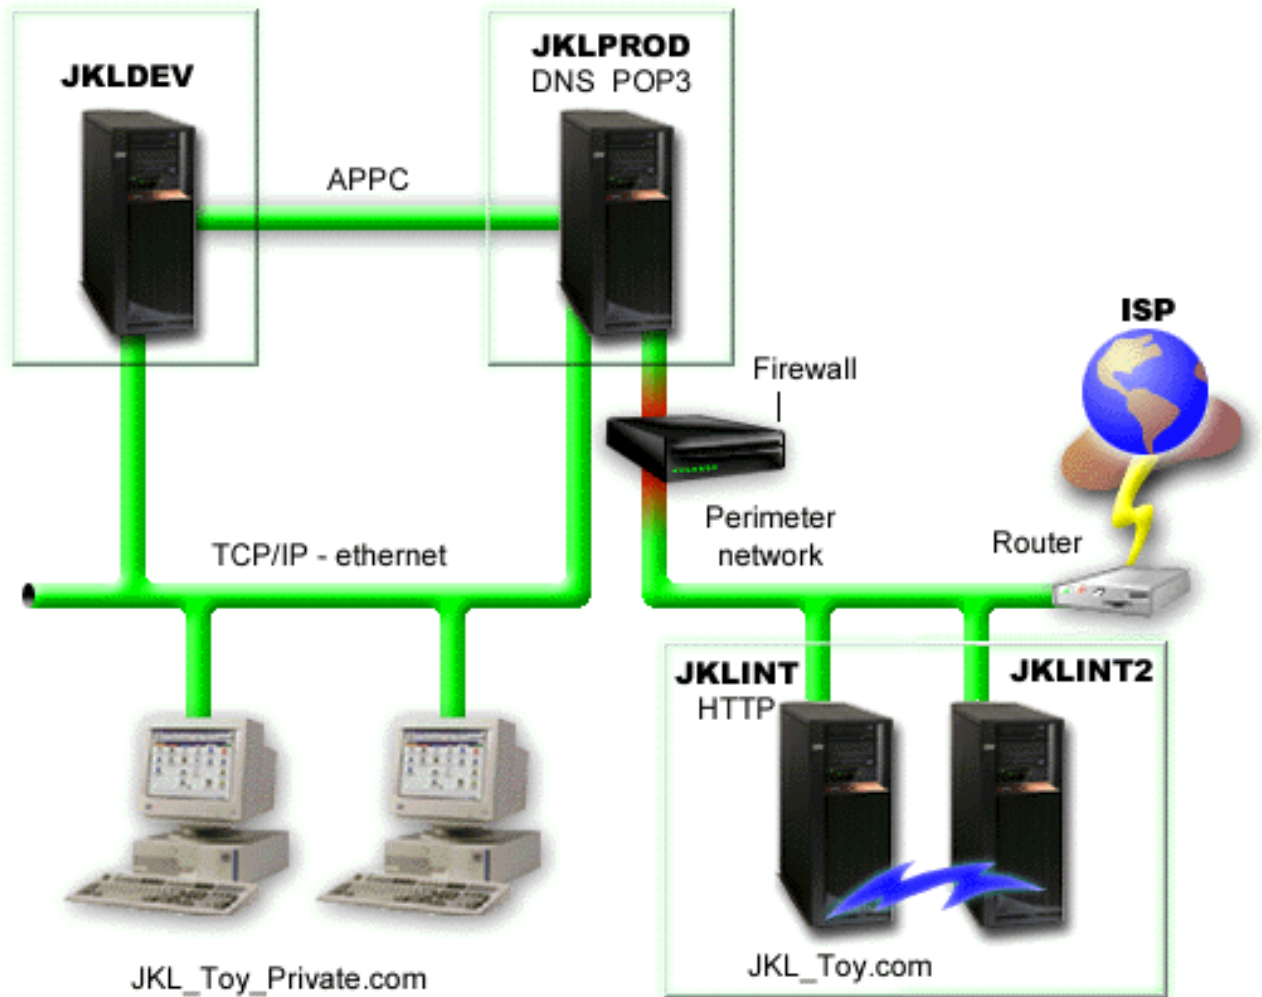 JKLDEV
JKLPROD
DNS POP3
APPC
ISP
Firewall
Perimeter
network
Router
TCP/IP - ethernet
JKLINT
HTTP
JKLINT2
JKL_Toy.com
JKL_Toy_Private.com